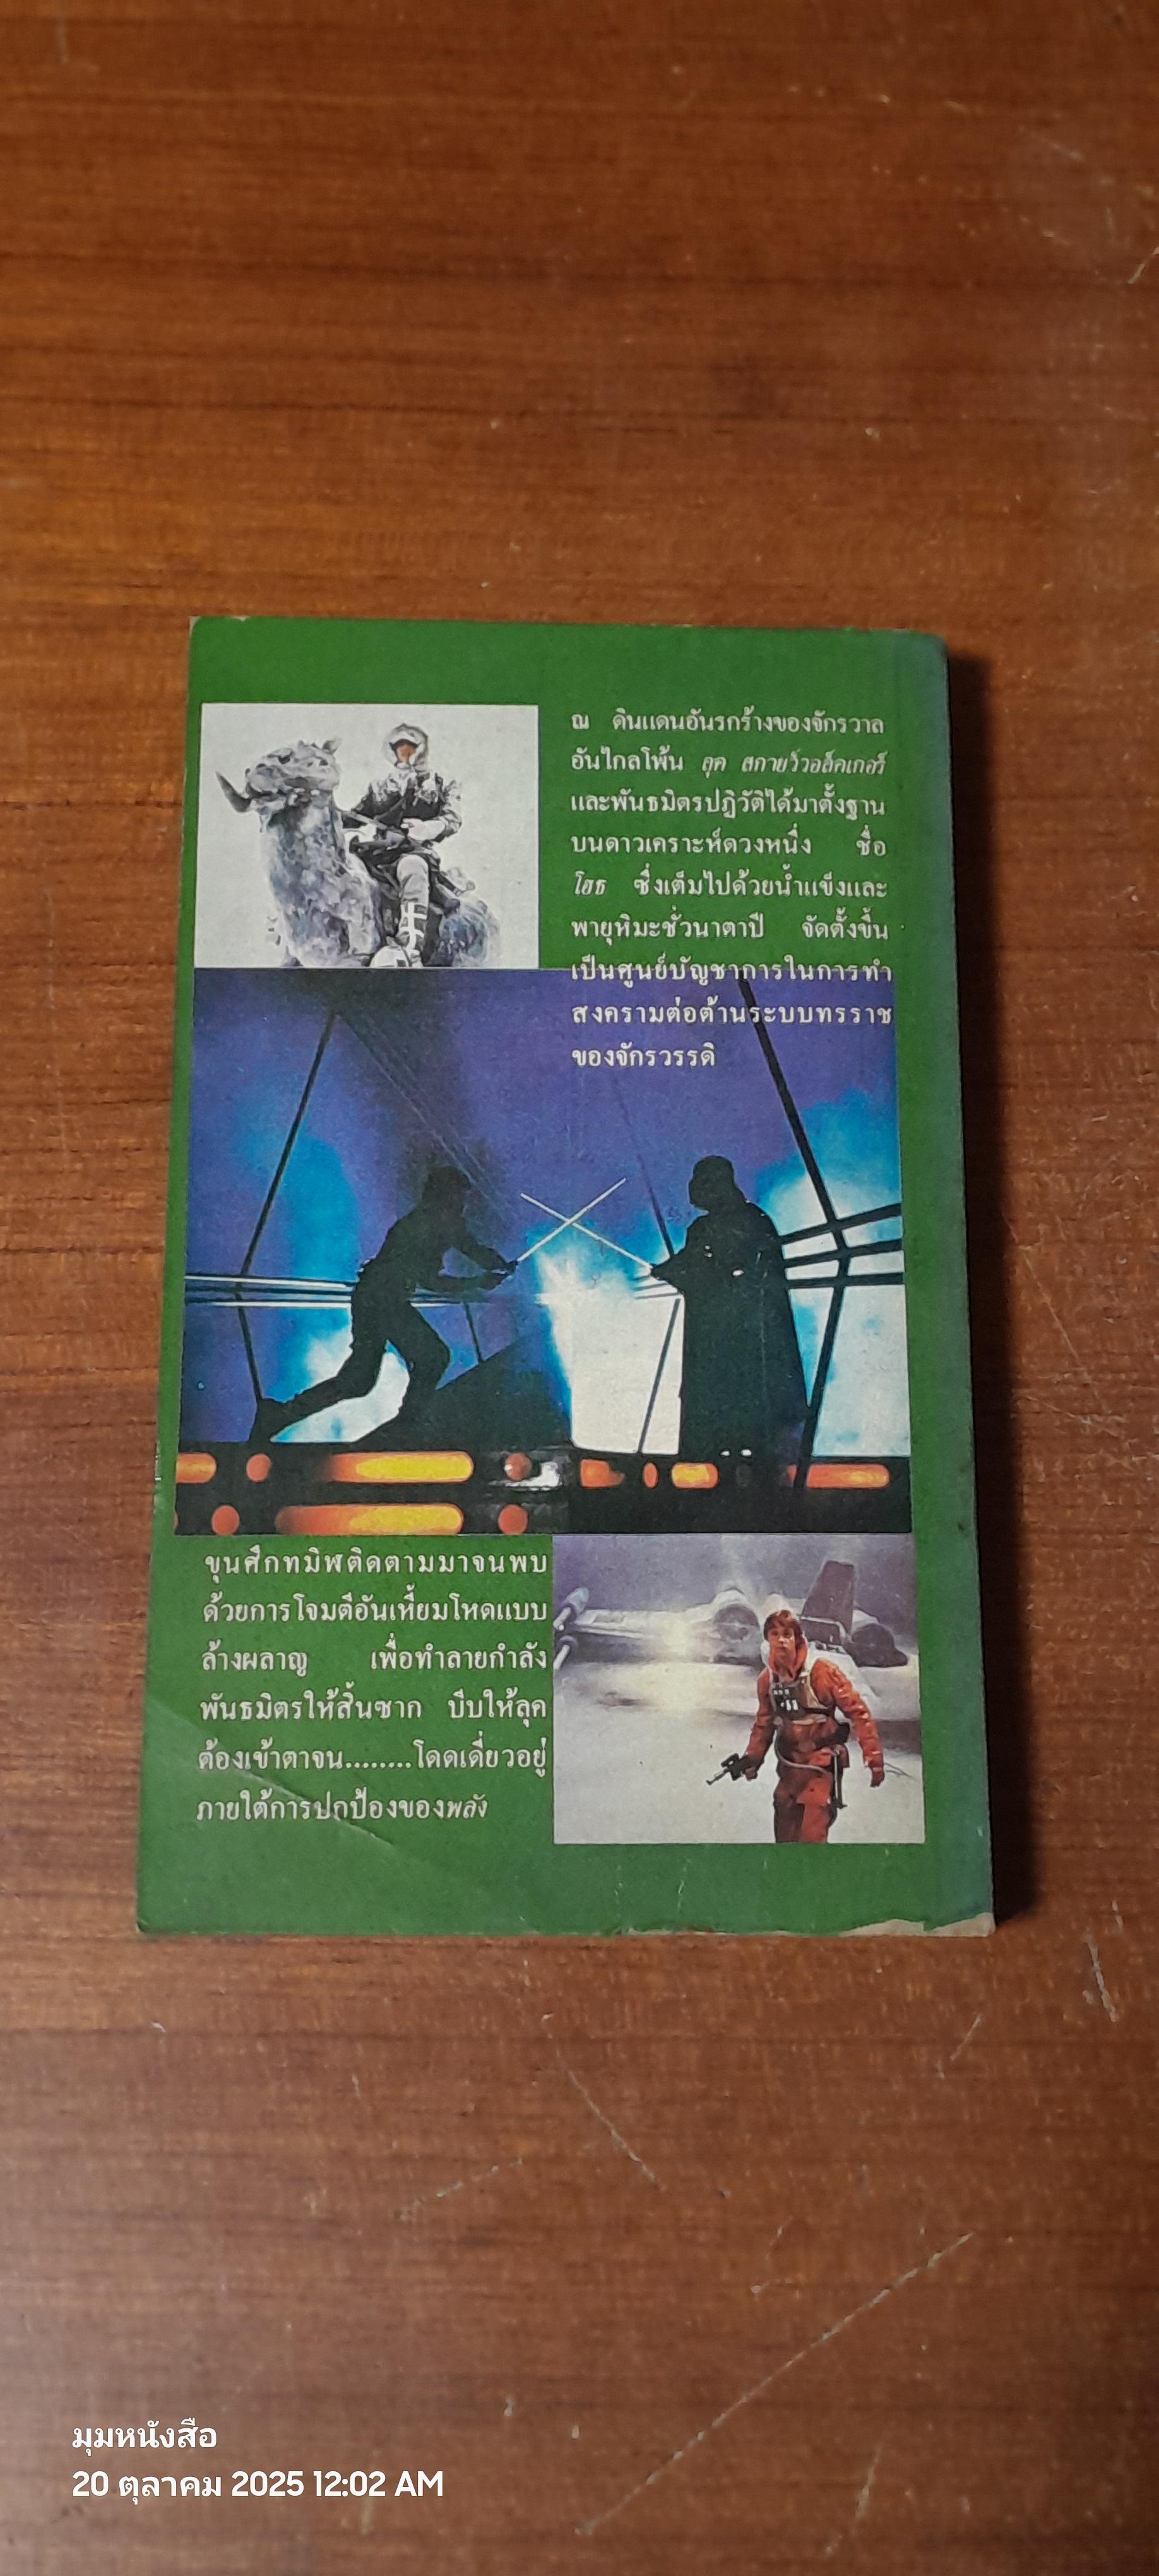 ณ ดินแดนอันรกร้างของจักรวาล
อันไกลโพ้น ลุค สกายว๊วอล็คเกอร์
และพันธมิตรปฏิวัติได้มาตั้งฐาน
บนดาวเคราะห์ดวงหนึ่ง ชื่อ
โฮธ ซึ่งเต็มไปด้วยน้ำแข็งและ
พายุหิมะชั่วนาตาปี จัดตั้งขึ้น
เป็นศูนย์บัญชาการในการทำ
สงครามต่อต้านระบบทรราช
ของจักรวรรดิ
ขุนศึกทมิฬติดตามมาจนพบ
ด้วยการโจมตีอันเหี้ยมโหดแบบ
ล้างผลาญ เพื่อทำลายกำลัง
พันธมิตรให้สิ้นซาก บีบให้ลุค
ต้องเข้าตาจน........โดดเดี่ยวอยู่
ภายใต้การปกป้องของพลัง
มุมหนังสือ
20 ตุลาคม 2025 12:02 AM